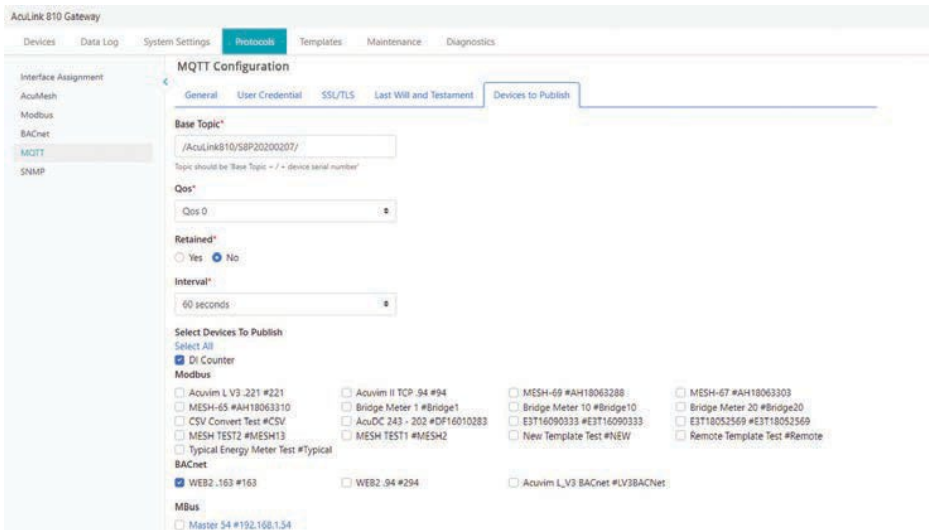 AcuLink 810 Gateway
Devices Data Log System Settings Protocols Templates Maintenance Diagnostics
Interface Assignment
AcuMesh
Modbus
BACnet
MQTT
SNMP
MQTT Configuration
General User Credential SSL/TLS Last Will and Testament Devices to Publish
Base Topic*
/AcuLink810/S8P20200207/
Topic should be 'Base Topic + / + device serial number'
Qos*
Qos 0
Retained*
Yes No
Interval*
60 seconds
Select Devices To Publish
Select All
DI Counter
Modbus
Acuvim L V3 .221 #221 Acuvim II TCP .94 #94 MESH-69 #AH18063288 MESH-67 #AH18063303
MESH-65 #AH18063310 Bridge Meter 1 #Bridge1 Bridge Meter 10 #Bridge10 Bridge Meter 20 #Bridge20
CSV Convert Test #CSV AcuDC 243 - 202 #DF16010283 E3T16090333 #E3T16090333 E3T18052569 #E3T18052569
MESH TEST2 #MESH13 MESH TEST1 #MESH2 New Template Test #NEW Remote Template Test #Remote
Typical Energy Meter Test #Typical
BACnet
WEB2 .163 #163 WEB2 .94 #294 Acuvim L_V3 BACnet #LV3BACNet
MBus
Master 54 #192.168.1.54